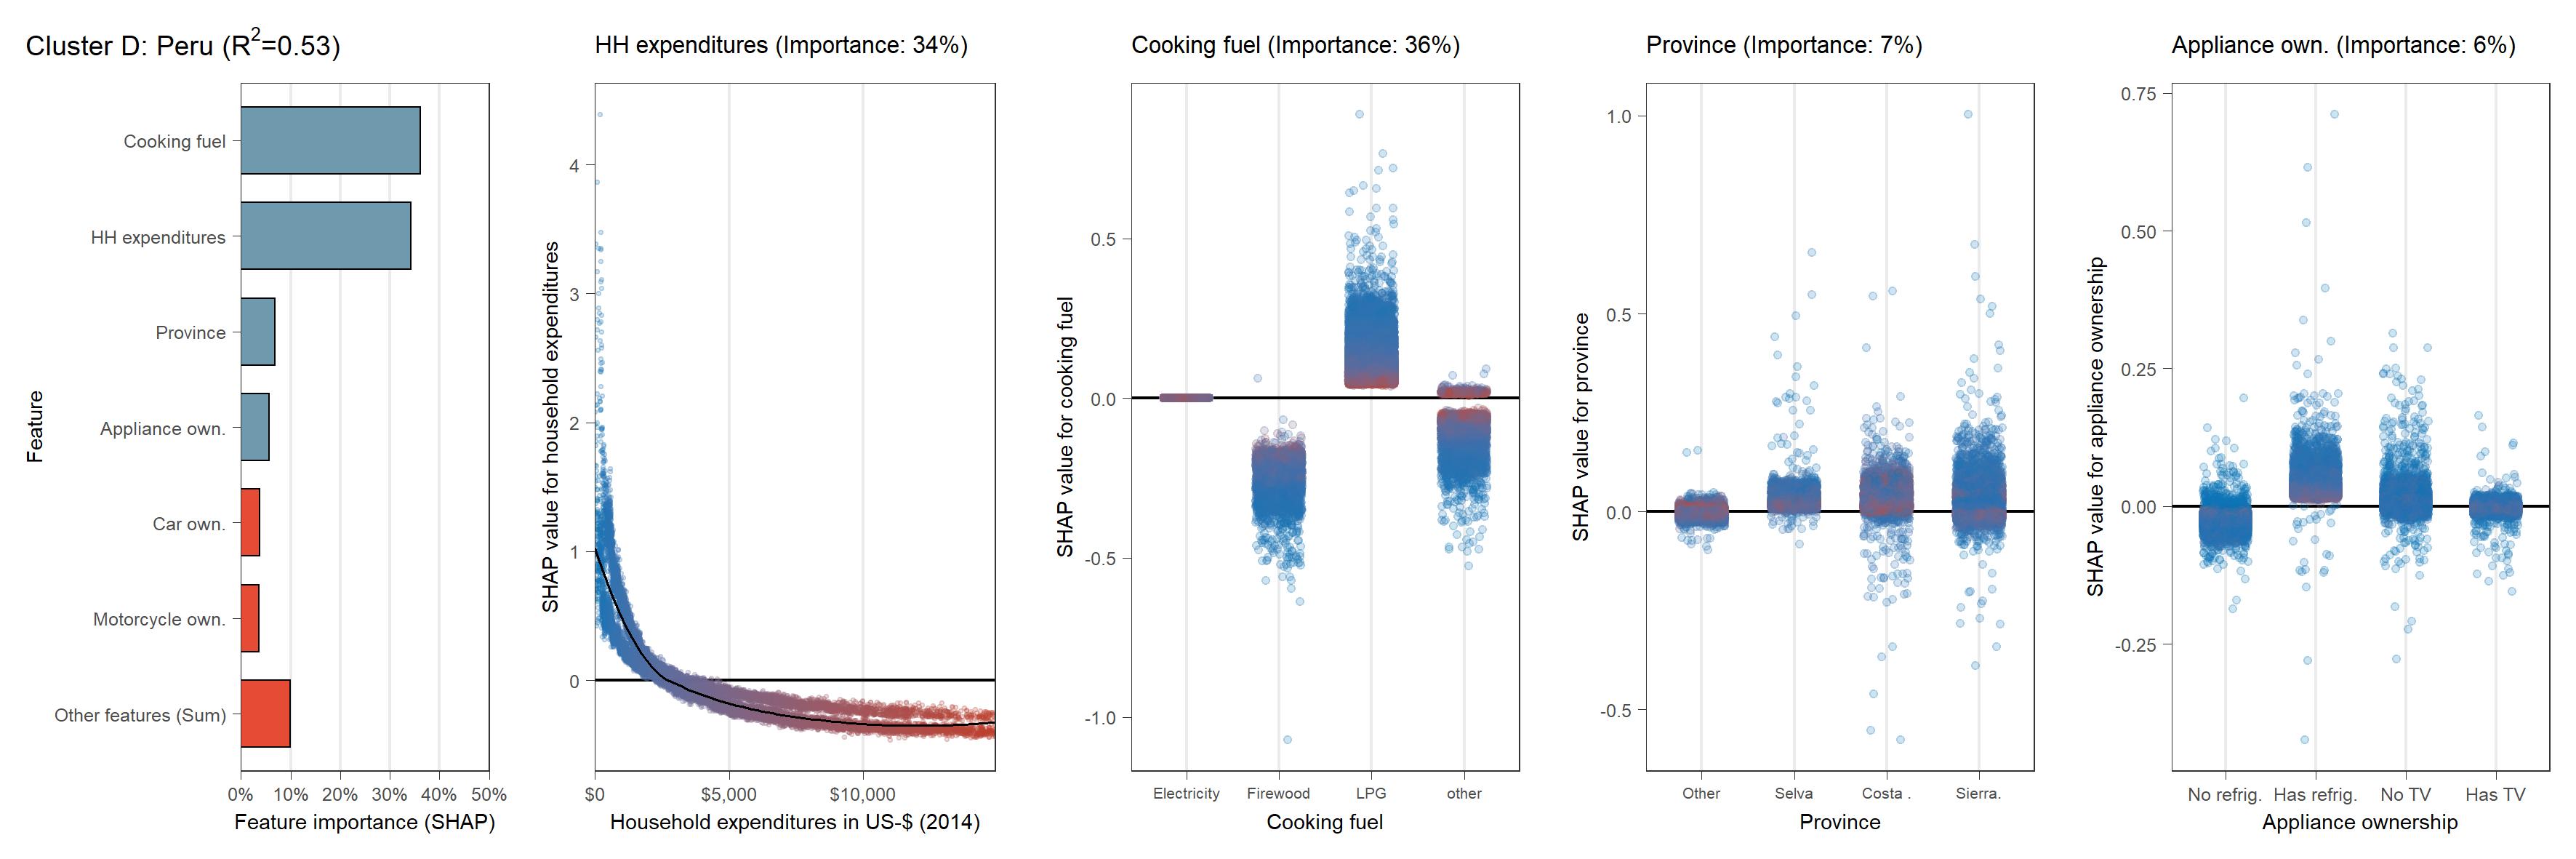 Cluster D: Peru (R²=0.53)
Feature
Cooking fuel
HH expenditures
Province
Appliance own.
Car own.
Motorcycle own.
Other features (Sum)
0% 10% 20% 30% 40% 50%
Feature importance (SHAP)
HH expenditures (Importance: 34%)
SHAP value for household expenditures
4
3
2
1
0
$0 $5,000 $10,000
Household expenditures in US-$ (2014)
Cooking fuel (Importance: 36%)
SHAP value for cooking fuel
0.5
0.0
-0.5
-1.0
Electricity Firewood LPG other
Cooking fuel
Province (Importance: 7%)
SHAP value for province
1.0
0.5
0.0
-0.5
Other Selva Costa . Sierra.
Province
Appliance own. (Importance: 6%)
SHAP value for appliance ownership
0.75
0.50
0.25
0.00
-0.25
No refrig. Has refrig. No TV Has TV
Appliance ownership